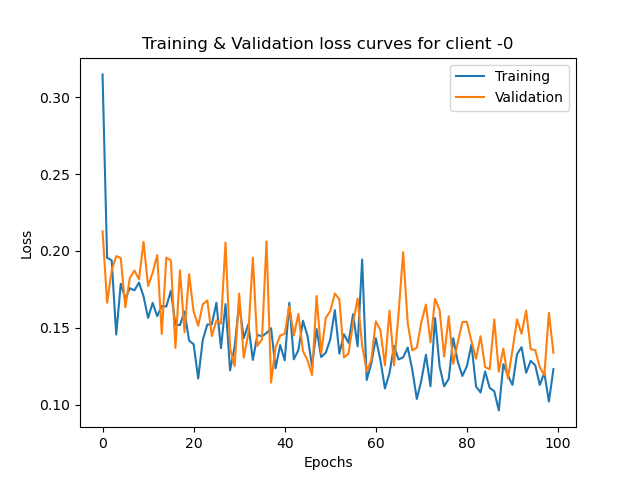 Training & Validation loss curves for client -0
Training
Validation
Loss
0.30
0.25
0.20
0.15
0.10
0
20
40
60
80
100
Epochs